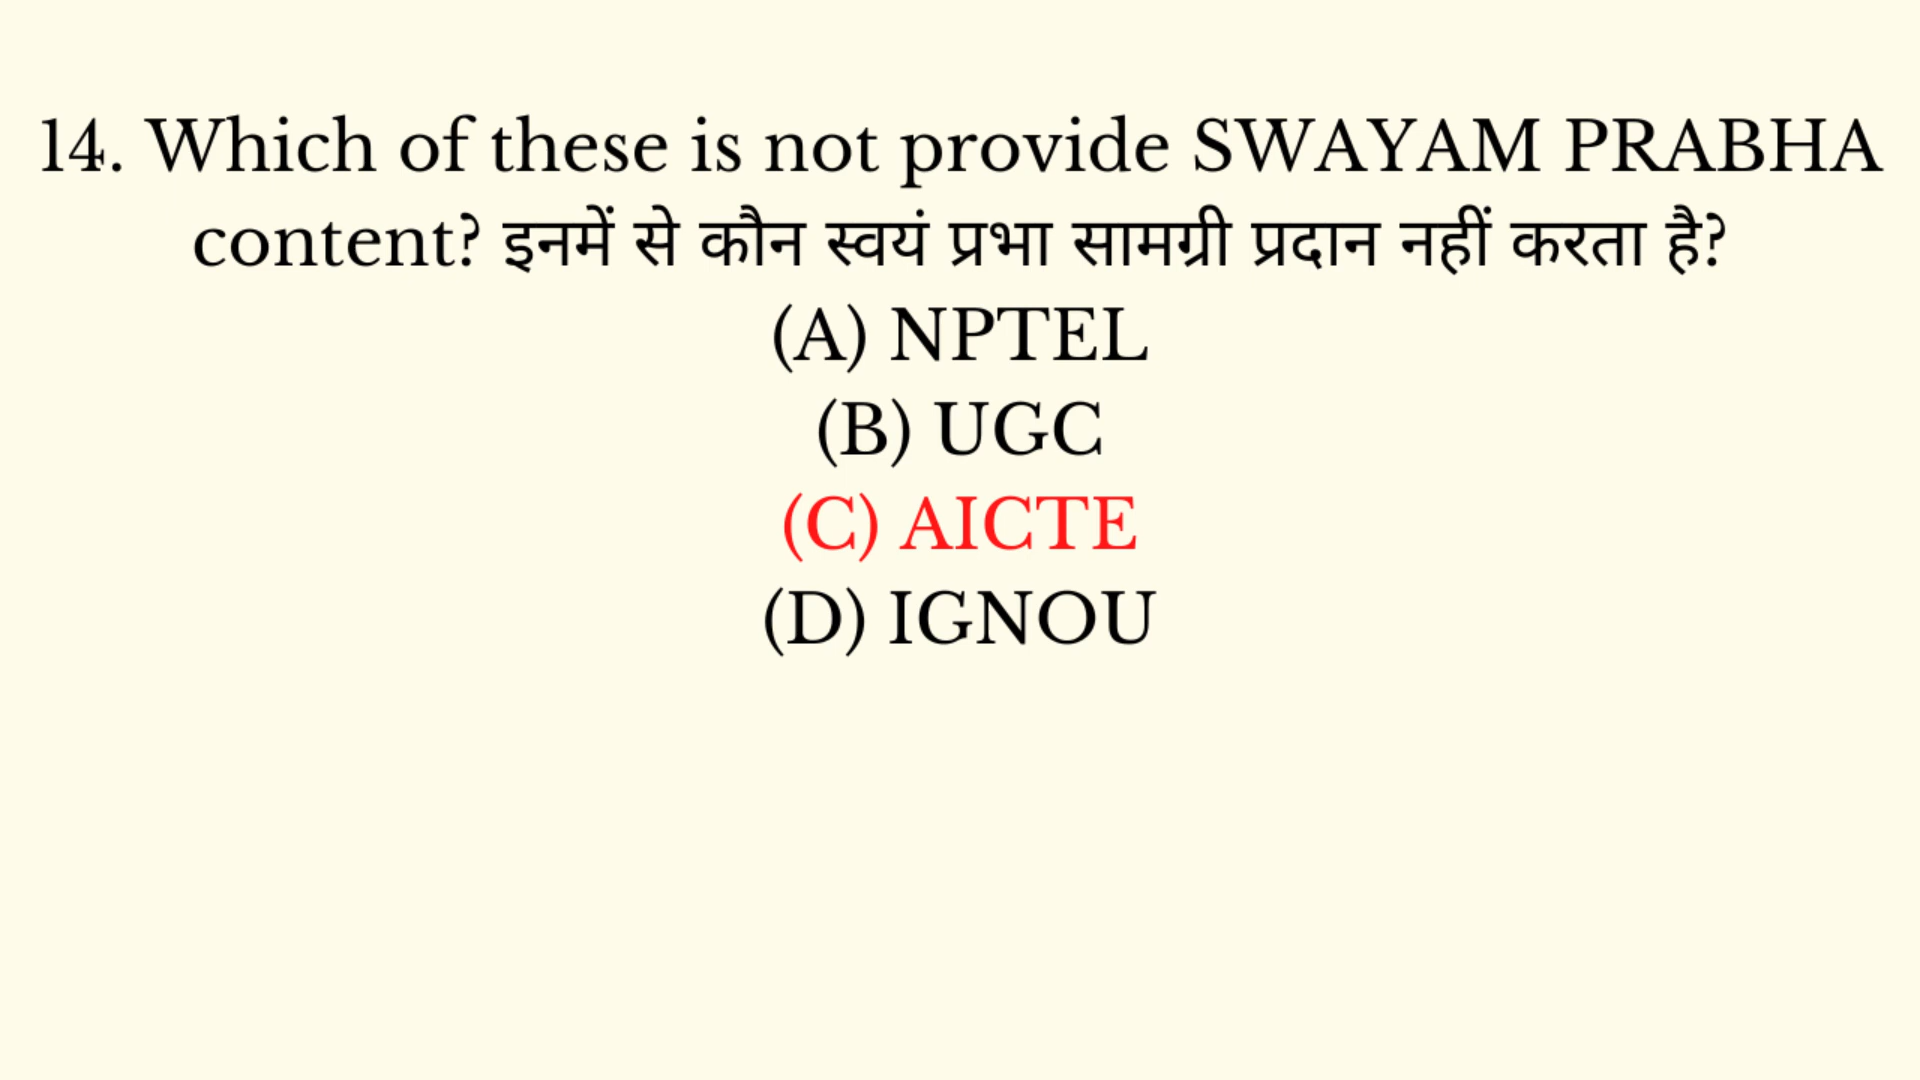 14. Which of these is not provide SWAYAM PRABHA
content? इनमें से कौन स्वयं प्रभा सामग्री प्रदान नहीं करता है?
(A) NPTEL
(B) UGC
(C) AICTE
(D) IGNOU